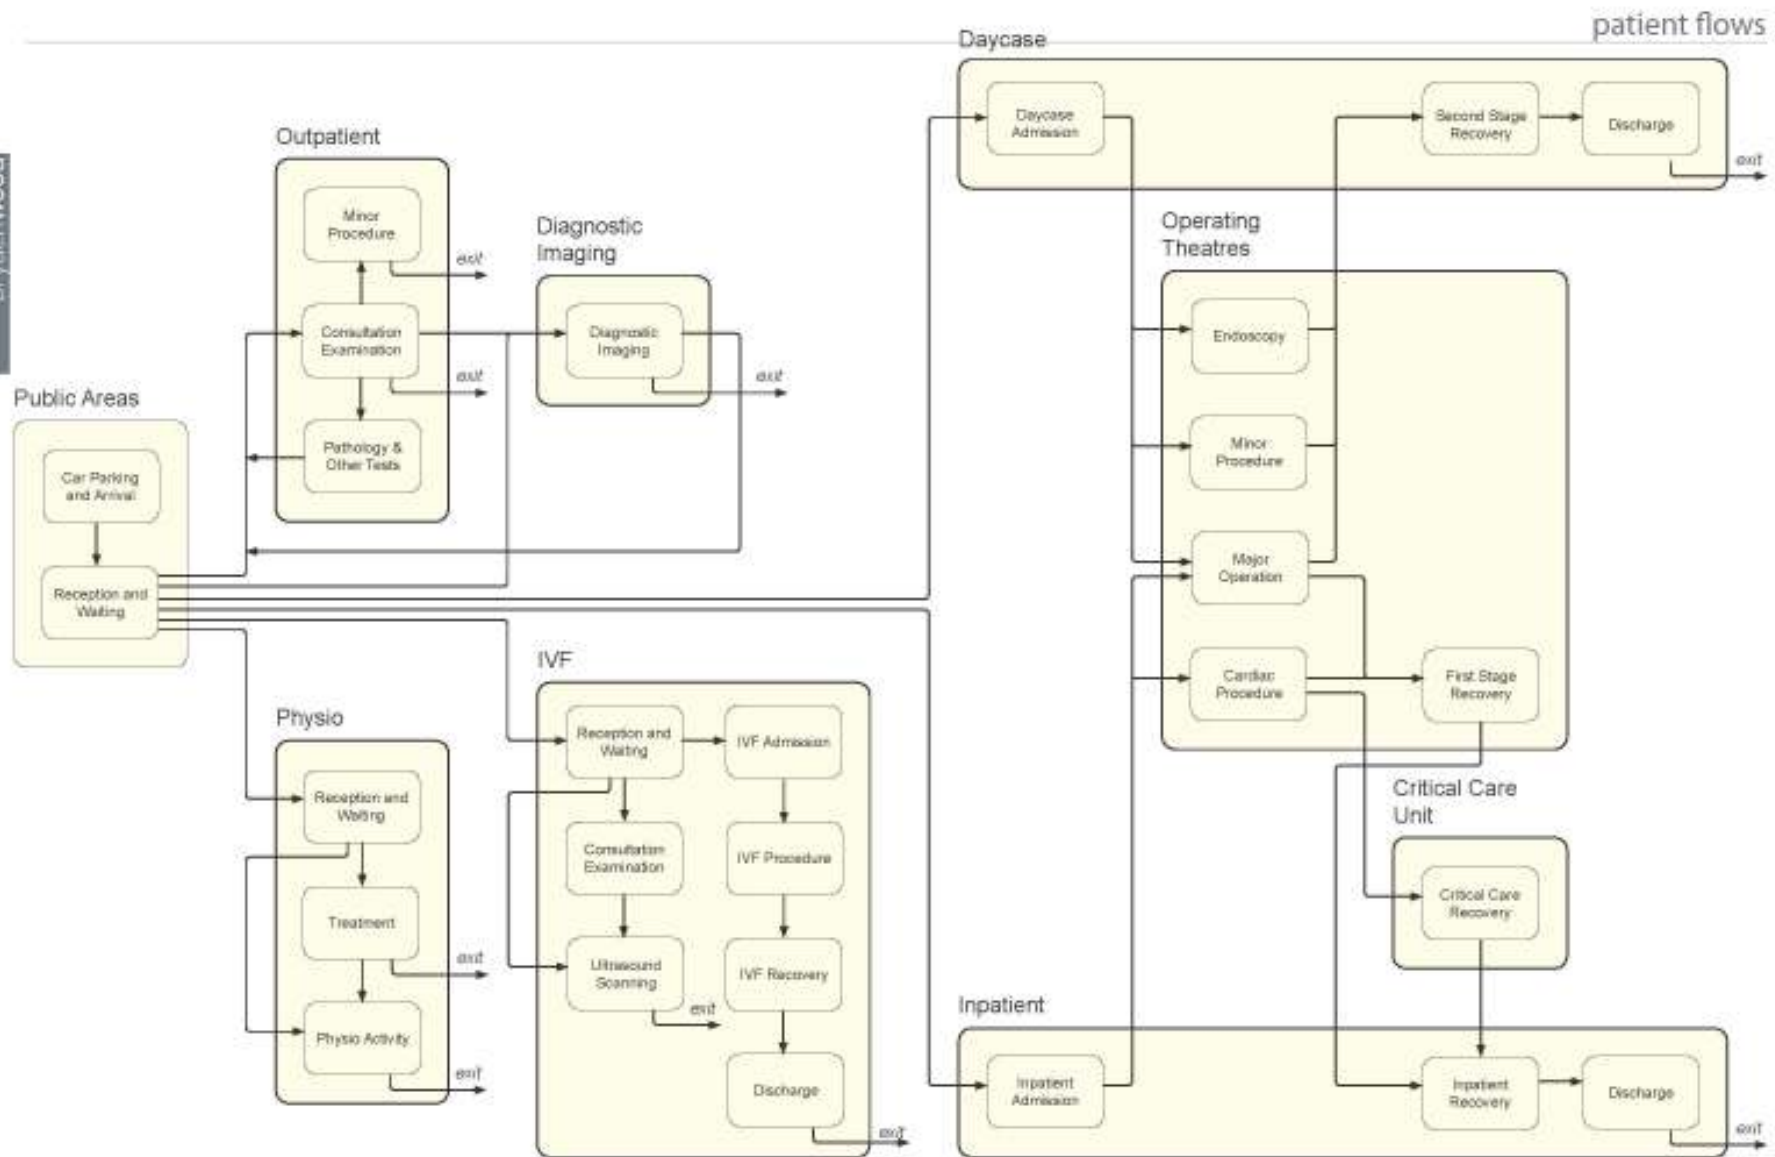 patient flows
Daycase
Daycase
Admission
Second Stage
Recovery
Discharge
exit
Outpatient
Minor
Procedure
exit
Consultation
Examination
exit
Pathology &
Other Tests
Diagnostic
Imaging
Diagnostic
Imaging
exit
Operating
Theatres
Endoscopy
Minor
Procedure
Major
Operation
Cardiac
Procedure
First Stage
Recovery
Public Areas
Car Parking
and Arrival
Reception and
Waiting
Physio
Reception and
Waiting
Treatment
exit
Physio Activity
exit
IVF
Reception and
Waiting
IVF Admission
Consultation
Examination
IVF Procedure
Ultrasound
Scanning
exit
IVF Recovery
Discharge
exit
Critical Care
Unit
Critical Care
Recovery
Inpatient
Inpatient
Admission
Inpatient
Recovery
Discharge
exit